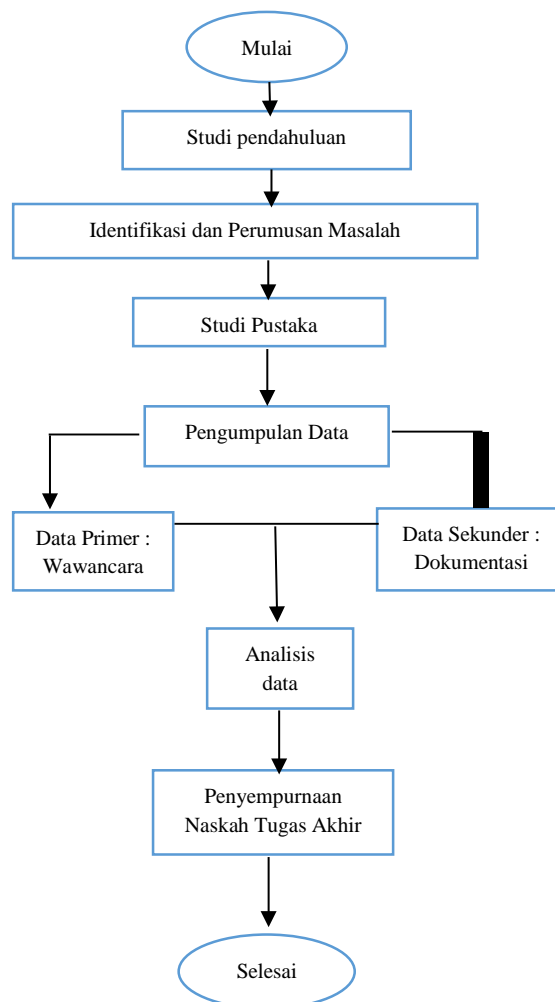 Mulai
Studi pendahuluan
Identifikasi dan Perumusan Masalah
Studi Pustaka
Pengumpulan Data
Data Primer :
Wawancara
Data Sekunder :
Dokumentasi
Analisis
data
Penyempurnaan
Naskah Tugas Akhir
Selesai